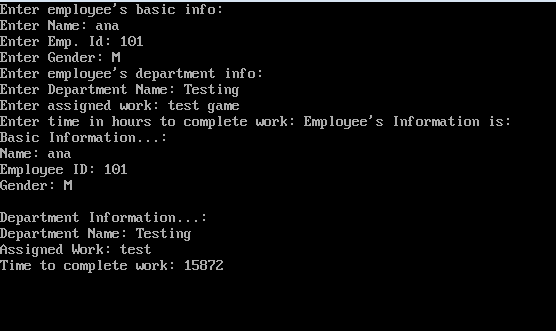 Enter employee's basic info:
Enter Name: ana
Enter Emp. Id: 101
Enter Gender: M
Enter employee's department info:
Enter Department Name: Testing
Enter assigned work: test game
Enter time in hours to complete work: Employee's Information is:
Basic Information...:
Name: ana
Employee ID: 101
Gender: M

Department Information...:
Department Name: Testing
Assigned Work: test
Time to complete work: 15872